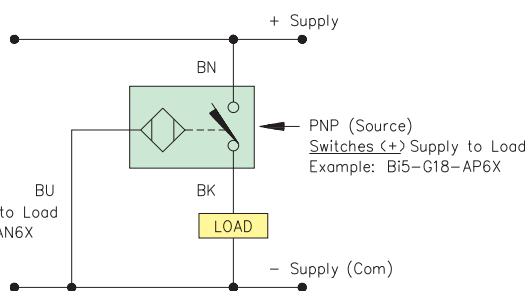 + Supply
BN
PNP (Source)
Switches (+) Supply to Load
Example: Bi5-G18-AP6X
BU
to Load
AN6X
BK
LOAD
- Supply (Com)